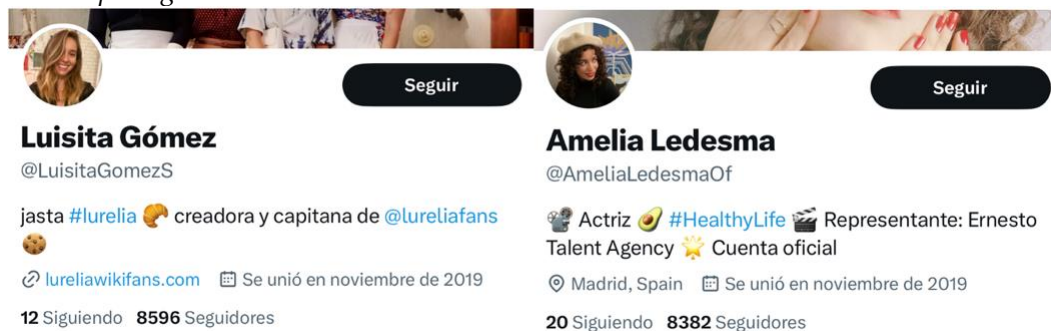 Seguir
Luisita Gómez
@LuisitaGomezS
jasta #lurelia 🥐 creadora y capitana de @lureliafans
🍪
lureliawikifans.com Se unió en noviembre de 2019
12 Siguiendo 8596 Seguidores
Seguir
Amelia Ledesma
@AmeliaLedesmaOf
📽️ Actriz 🥑 #HealthyLife 🎬 Representante: Ernesto
Talent Agency 🌟 Cuenta oficial
Madrid, Spain Se unió en noviembre de 2019
20 Siguiendo 8382 Seguidores